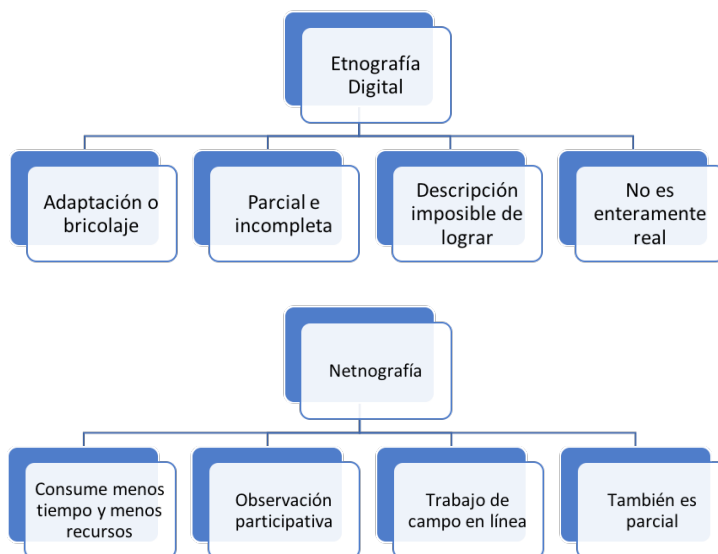 Etnografía
Digital
Adaptación o
bricolaje
Parcial e
incompleta
Descripción
imposible de
lograr
No es
enteramente
real
Netnografía
Consume menos
tiempo y menos
recursos
Observación
participativa
Trabajo de
campo en línea
También es
parcial